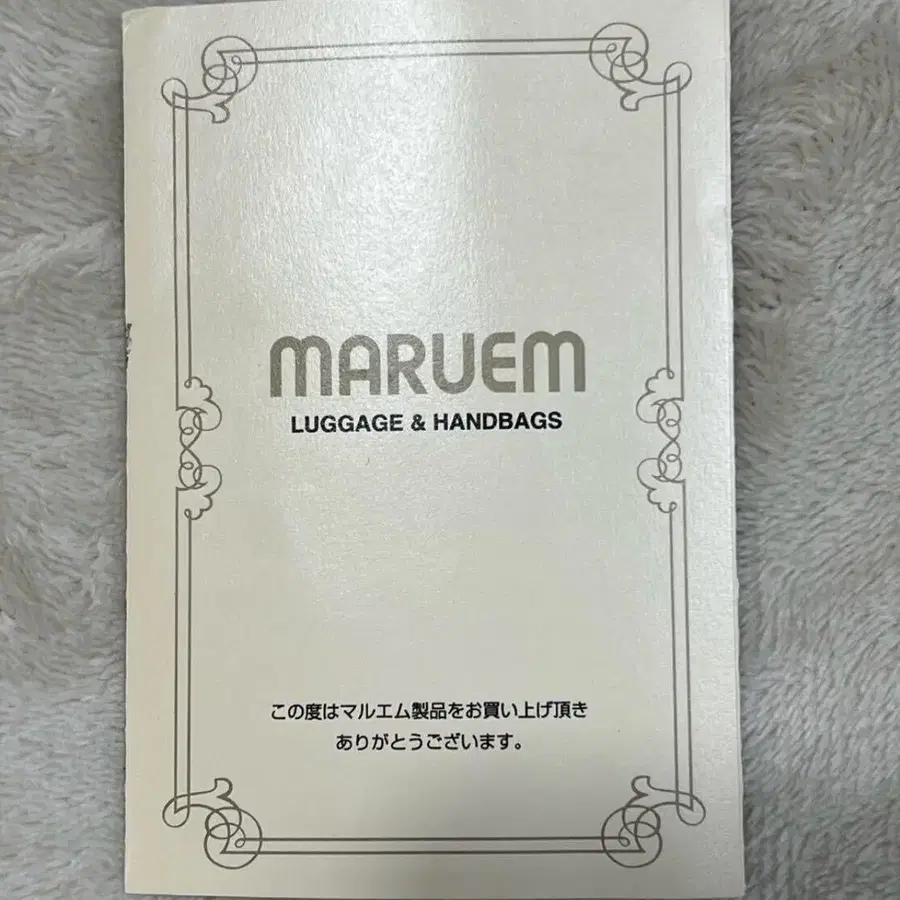 MARUEM
LUGGAGE & HANDBAGS
この度はマルエム製品をお買い上げ頂き
ありがとうございます。